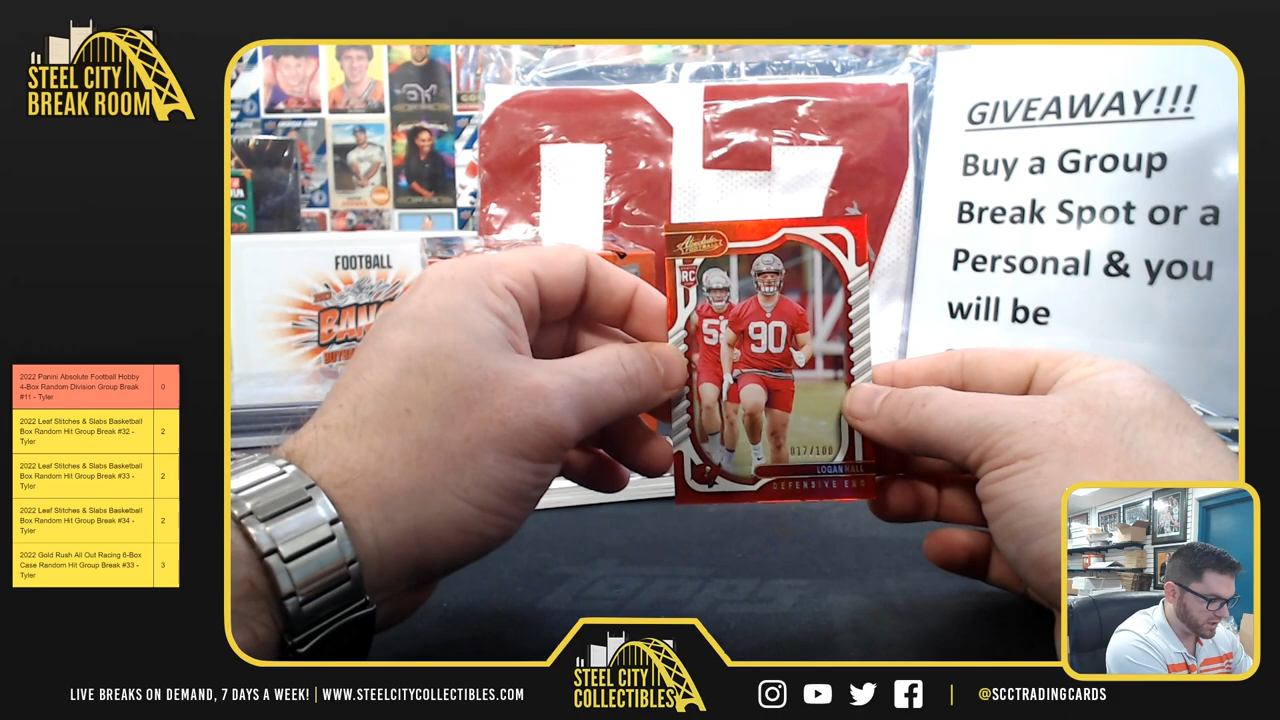 STEEL CITY
BREAK ROOM
GIVEAWAY!!!
Buy a Group
Break Spot or a
Personal & you
will be
FOOTBALL
Absolute
FOOTBALL
RC
90
017/100
LOGAN HALL
DEFENSIVE END
topps
2022 Panini Absolute Football Hobby
4-Box Random Division Group Break
#11 - Tyler
0
2022 Leaf Stitches & Slabs Basketball
Box Random Hit Group Break #32 -
Tyler
2
2022 Leaf Stitches & Slabs Basketball
Box Random Hit Group Break #33 -
Tyler
2
2022 Leaf Stitches & Slabs Basketball
Box Random Hit Group Break #34 -
Tyler
2
2022 Gold Rush All Out Racing 6-Box
Case Random Hit Group Break #33 -
Tyler
3
STEEL CITY
COLLECTIBLES
LIVE BREAKS ON DEMAND, 7 DAYS A WEEK! | WWW.STEELCITYCOLLECTIBLES.COM
| @SCCTRADINGCARDS